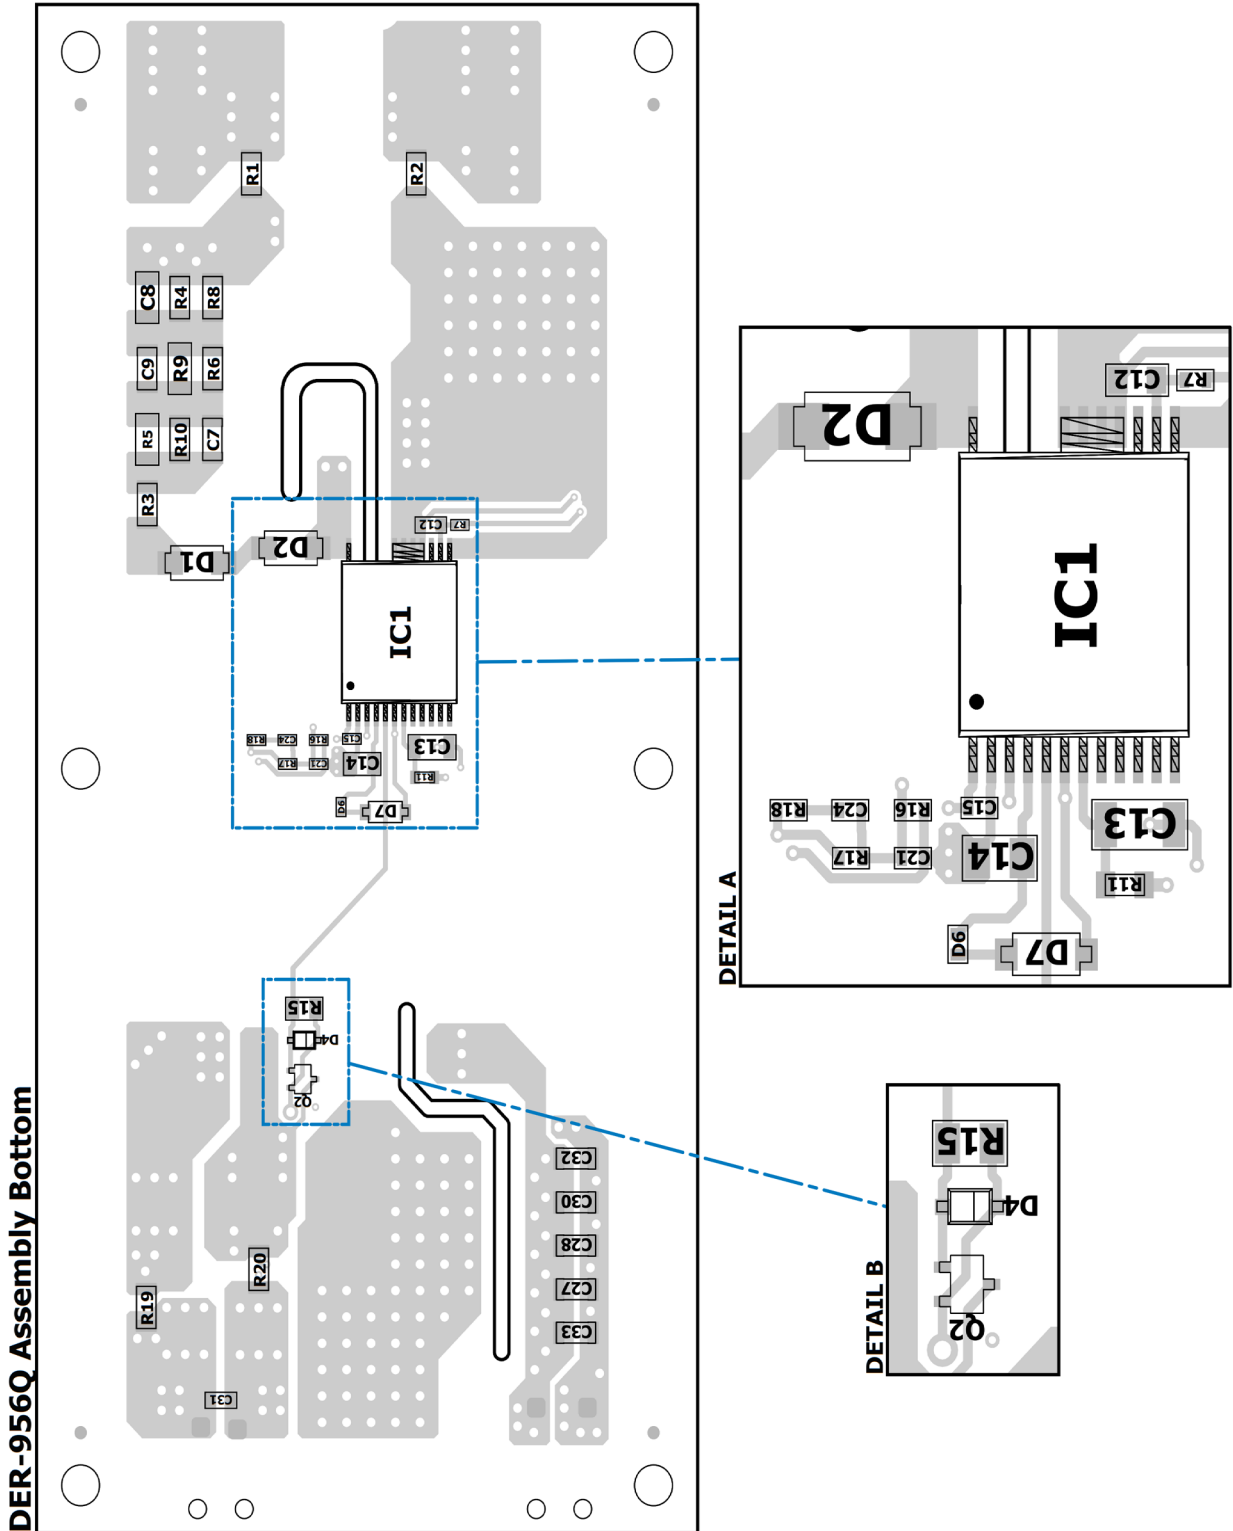 DER-956Q Assembly Bottom
R1
R2
C8
R4
R8
C9
R9
R6
R5
R10
C7
R3
D1
D2
C12
R7
IC1
R18
C24
R16
C15
C13
R17
C21
C14
R11
D6
D7
R15
D4
Q2
C32
C30
C28
C27
C33
R20
R19
C31
DETAIL A
C12
R7
D2
IC1
R18
C24
R16
C15
C13
R17
C21
C14
R11
D6
D7
DETAIL B
R15
D4
Q2